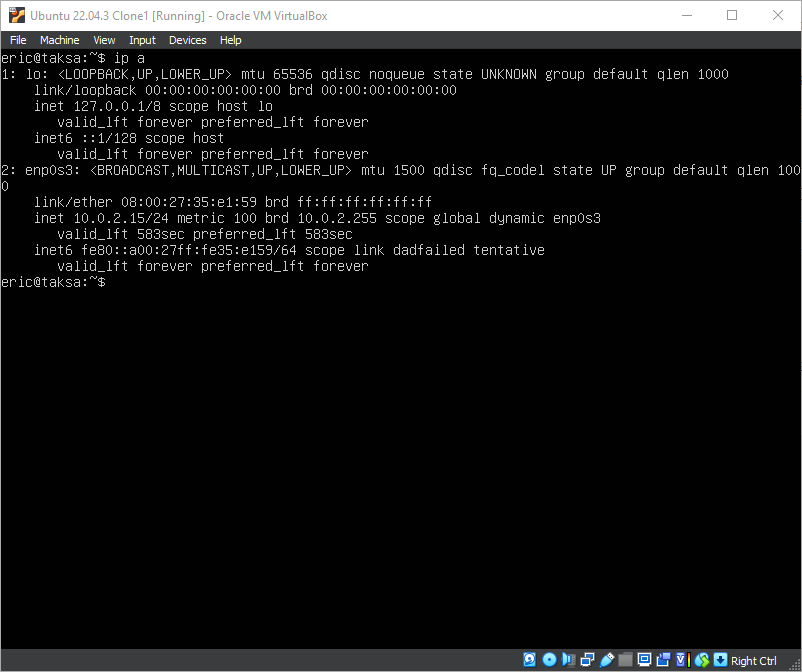 Ubuntu 22.04.3 Clone1 [Running] - Oracle VM VirtualBox
File Machine View Input Devices Help
eric@taksa:~$ ip a
1: lo: <LOOPBACK,UP,LOWER_UP> mtu 65536 qdisc noqueue state UNKNOWN group default qlen 1000
    link/loopback 00:00:00:00:00:00 brd 00:00:00:00:00:00
    inet 127.0.0.1/8 scope host lo
       valid_lft forever preferred_lft forever
    inet6 ::1/128 scope host
       valid_lft forever preferred_lft forever
2: enp0s3: <BROADCAST,MULTICAST,UP,LOWER_UP> mtu 1500 qdisc fq_codel state UP group default qlen 100
0
    link/ether 08:00:27:35:e1:59 brd ff:ff:ff:ff:ff:ff
    inet 10.0.2.15/24 metric 100 brd 10.0.2.255 scope global dynamic enp0s3
       valid_lft 583sec preferred_lft 583sec
    inet6 fe80::a00:27ff:fe35:e159/64 scope link dadfailed tentative
       valid_lft forever preferred_lft forever
eric@taksa:~$
Right Ctrl